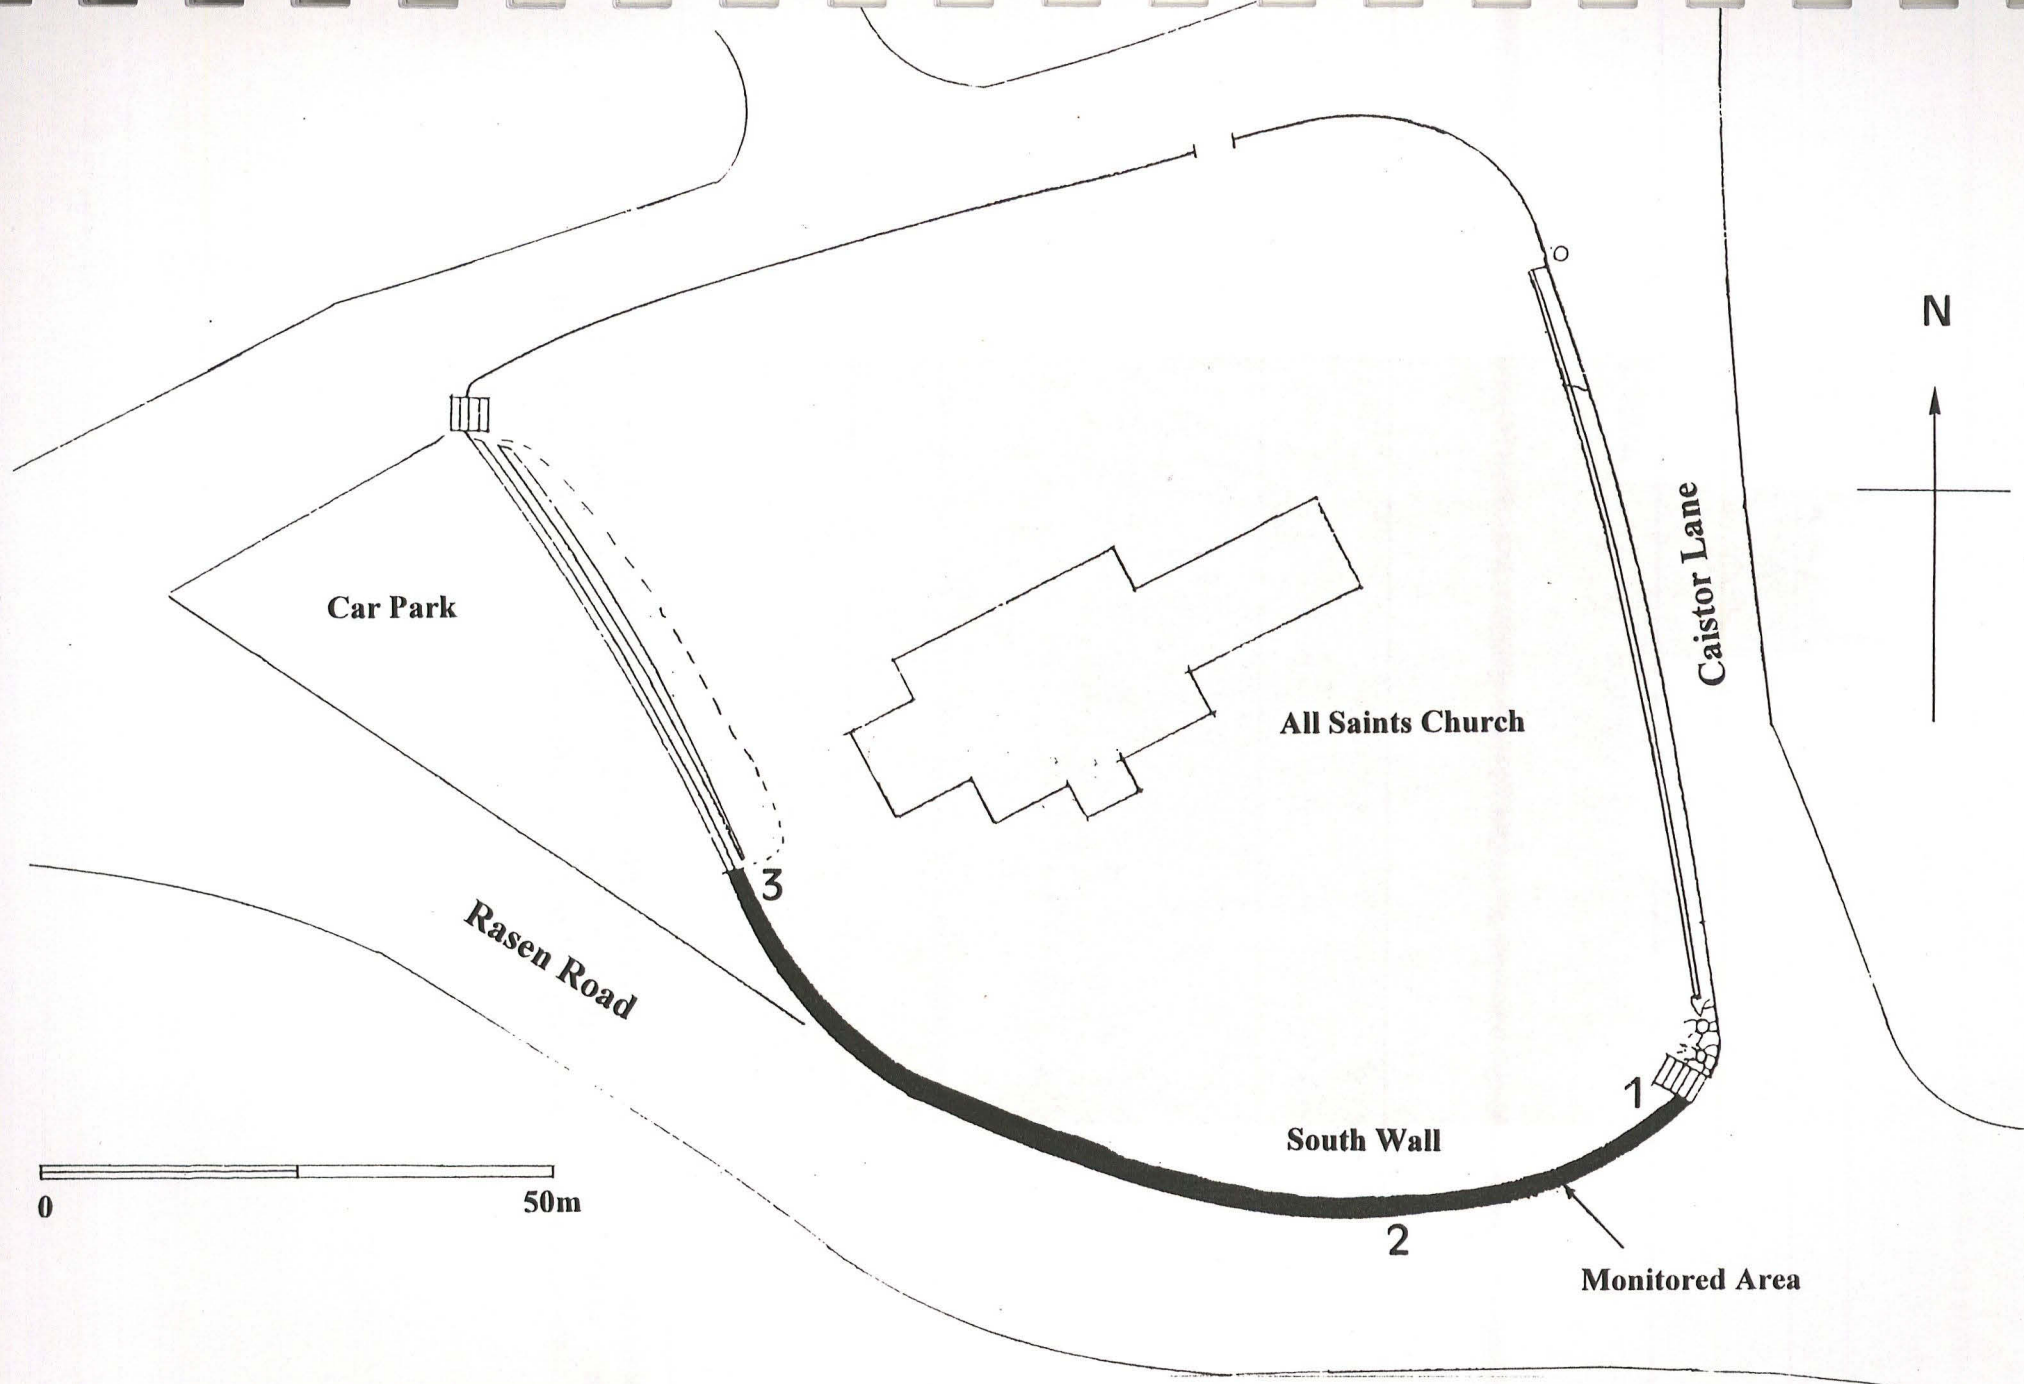 N
Caistor Lane
Car Park
All Saints Church
3
Rasen Road
1
South Wall
0
50m
2
Monitored Area